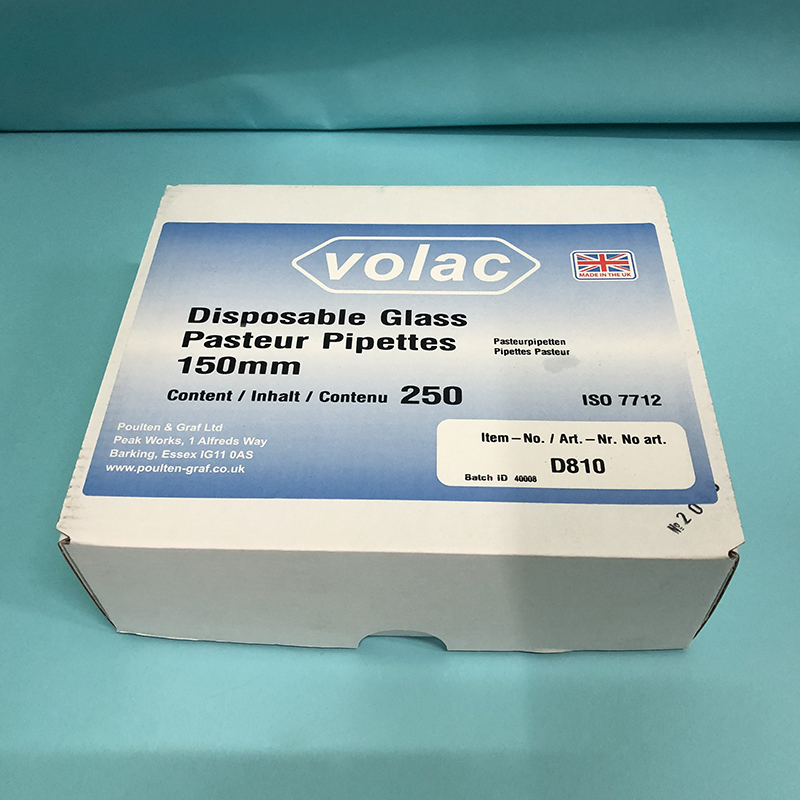 volac
MADE IN THE UK
Disposable Glass
Pasteur Pipettes
150mm
Pasteurpipetten
Pipettes Pasteur
Content / Inhalt / Contenu 250
ISO 7712
Poulten & Graf Ltd
Peak Works, 1 Alfreds Way
Barking, Essex IG11 0AS
www.poulten-graf.co.uk
Item – No. / Art. – Nr. No art.
D810
Batch ID 40008